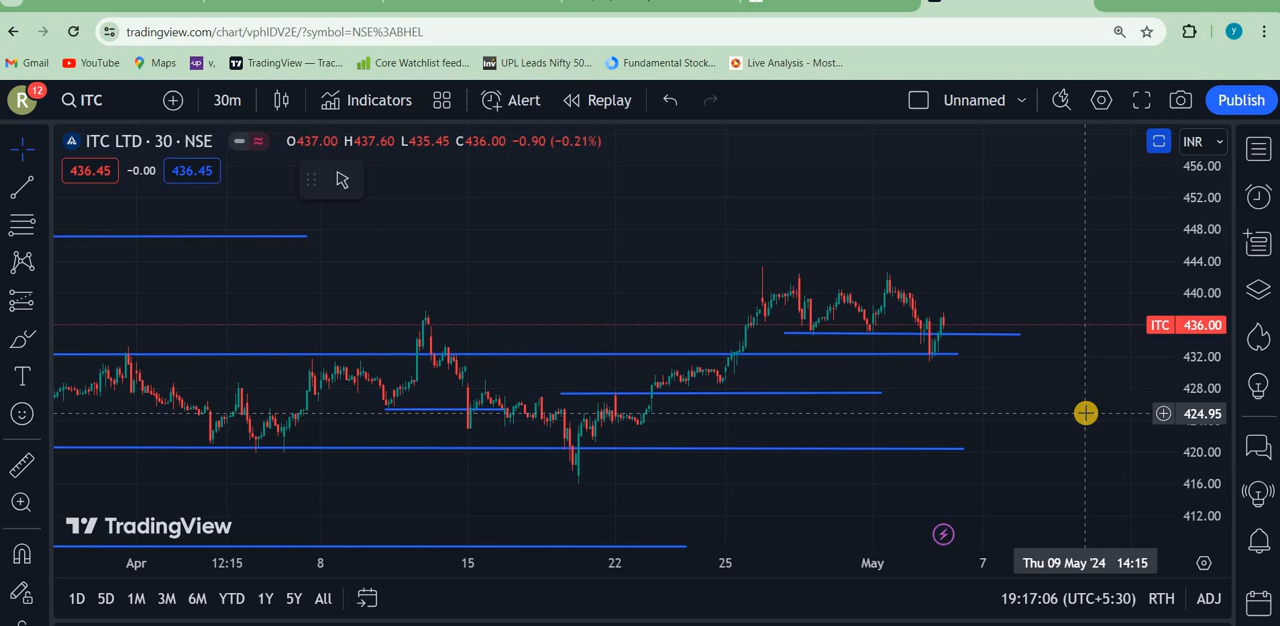 tradingview.com/chart/vphIDV2E/?symbol=NSE%3ABHEL
y
Gmail YouTube Maps up v, TradingView — Trac... Core Watchlist feed... Inv UPL Leads Nifty 50... Fundamental Stock... Live Analysis - Most...
R 12 ITC 30m Indicators Alert Replay Unnamed Publish
ITC LTD · 30 · NSE O437.00 H437.60 L435.45 C436.00 -0.90 (-0.21%) INR
436.45 -0.00 436.45
456.00
452.00
448.00
444.00
440.00
ITC 436.00
432.00
428.00
424.95
420.00
416.00
412.00
TradingView
Apr 12:15 8 15 22 25 May 7 Thu 09 May '24 14:15
1D 5D 1M 3M 6M YTD 1Y 5Y All 19:17:06 (UTC+5:30) RTH ADJ